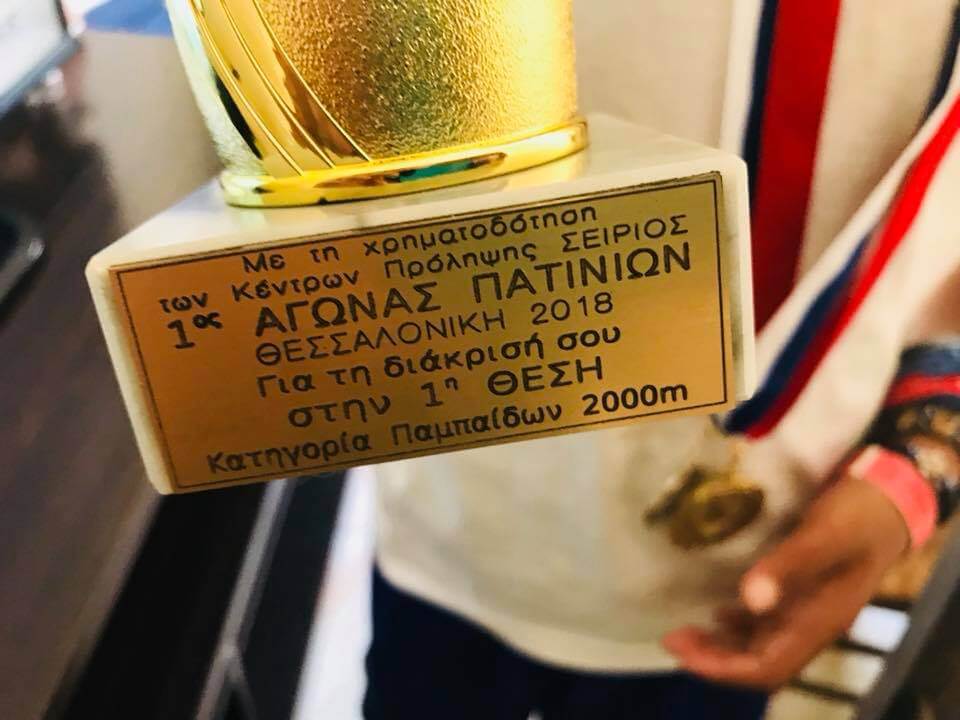 Με τη χρηματοδότηση
των Κέντρων Πρόληψης ΣΕΙΡΙΟΣ
1ος ΑΓΩΝΑΣ ΠΑΤΙΝΙΩΝ
ΘΕΣΣΑΛΟΝΙΚΗ 2018
Για τη διάκρισή σου
στην 1η ΘΕΣΗ
Κατηγορία Παμπαίδων 2000m